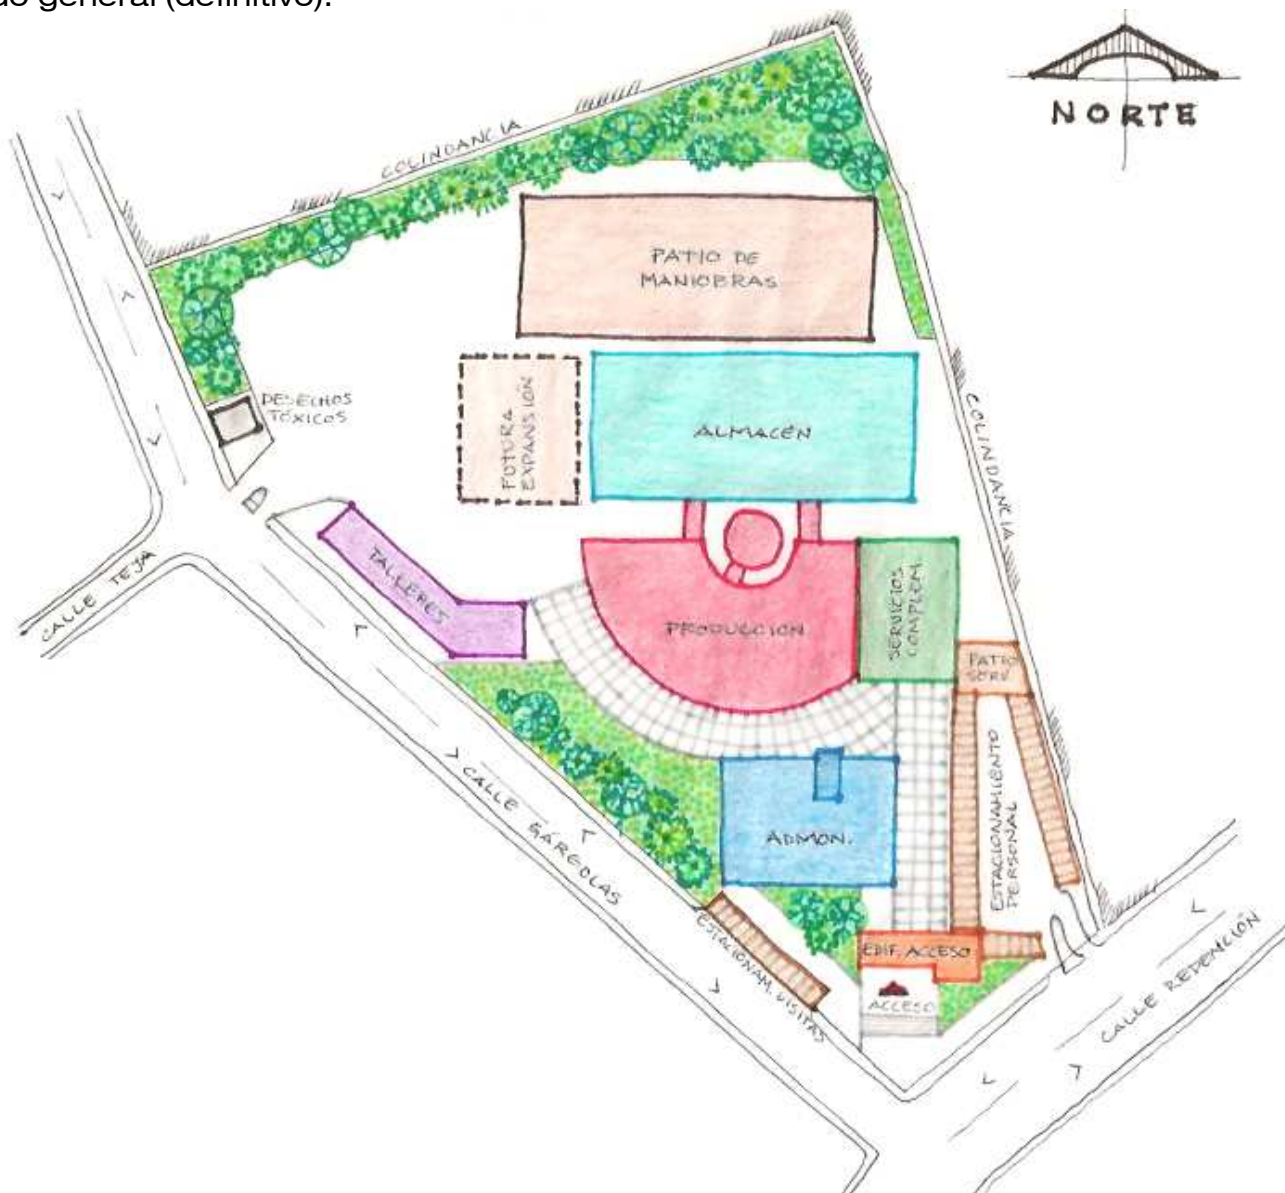 do general (definitivo).
NORTE
COLINDANCIA
PATIO DE
MANIOBRAS
DESECHOS
TÓXICOS
FUTURA
EXPANSIÓN
ALMACÉN
COLINDANCIA
CALLE TEJA
TALLERES
PRODUCCIÓN
SERVICIOS
COMPLEM.
PATIO
SERV.
CALLE GÁRGOLAS
ADMON.
ESTACIONAMIENTO
PERSONAL
ESTACIONAM. VISITAS
EDIF. ACCESO
ACCESO
CALLE REDENCIÓN